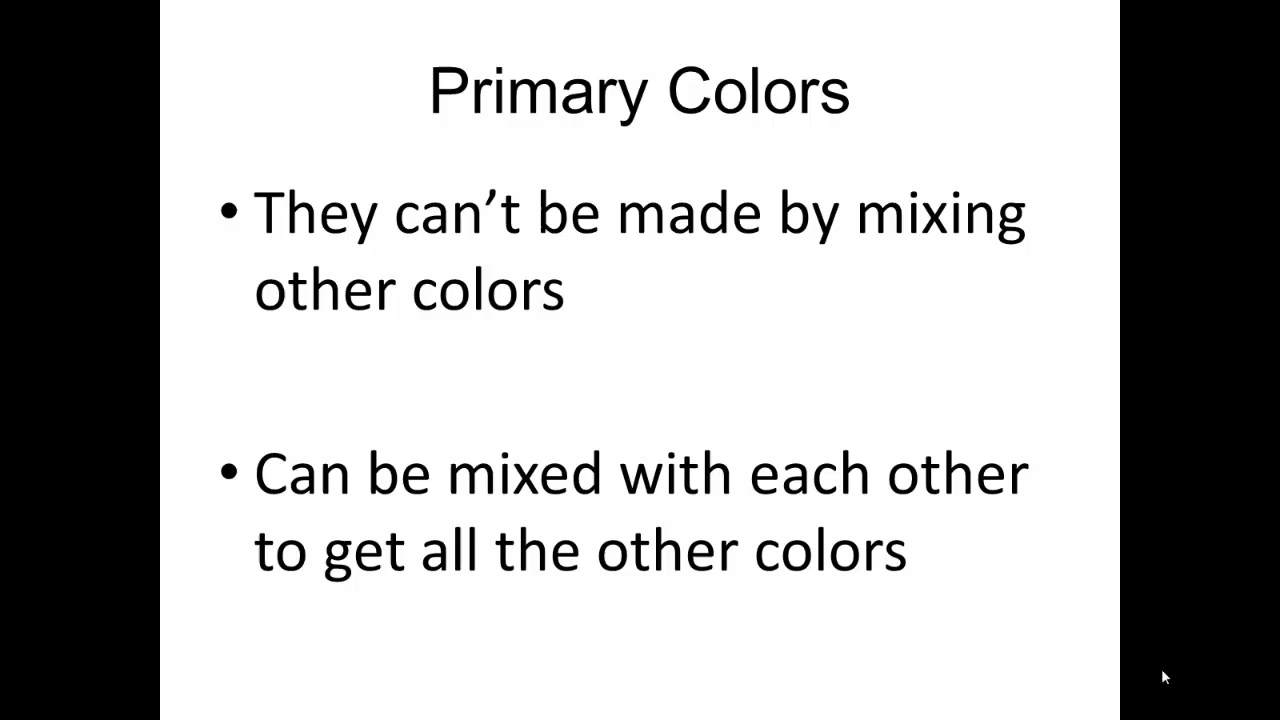 Primary Colors
• They can’t be made by mixing
other colors
• Can be mixed with each other
to get all the other colors